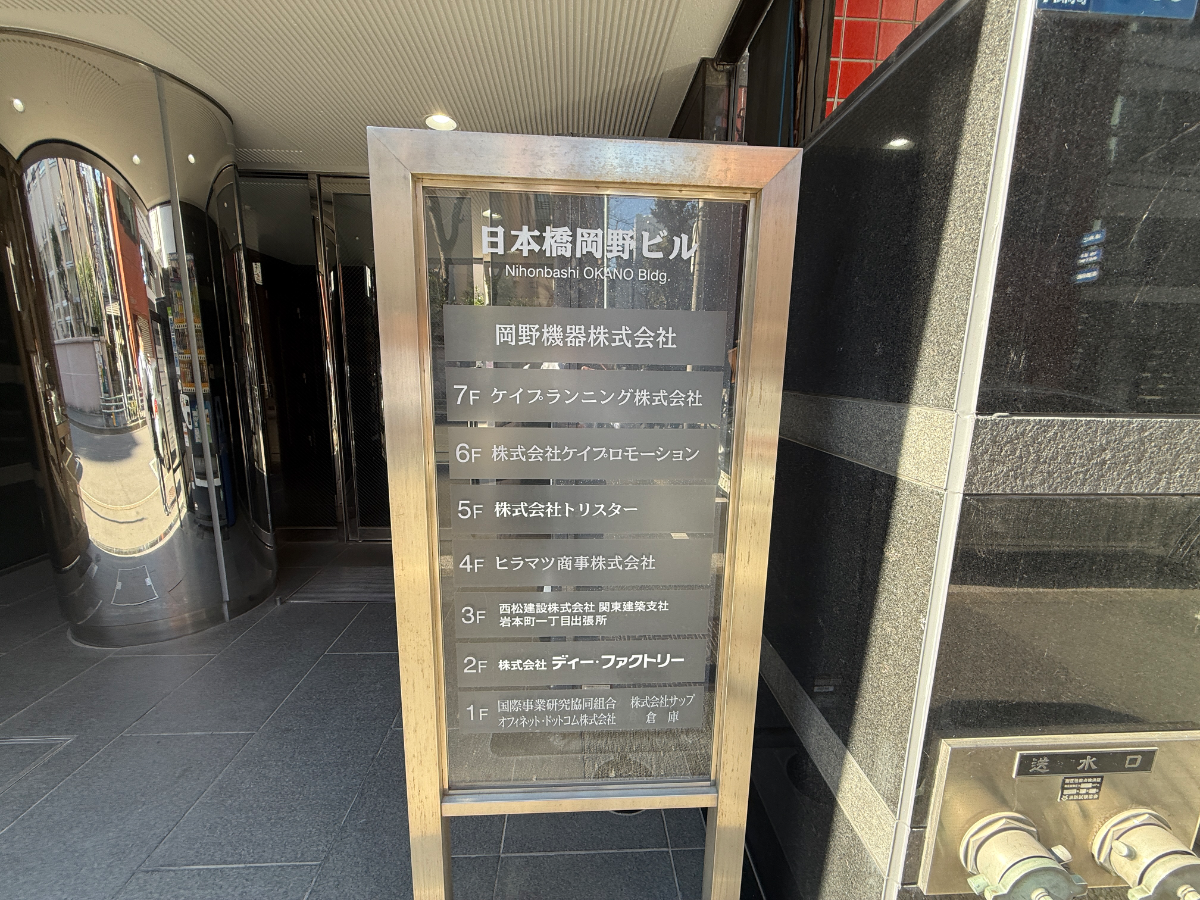 日本橋岡野ビル
Nihonbashi OKANO Bldg.
岡野機器株式会社
7F ケイプランニング株式会社
6F 株式会社ケイプロモーション
5F 株式会社トリスター
4F ヒラマツ商事株式会社
3F 西松建設株式会社 関東建築支社
岩本町一丁目出張所
2F 株式会社 ディー・ファクトリー
1F 国際事業研究協同組合 株式会社サップ
オフィネット・ドットコム株式会社 倉庫
送水口